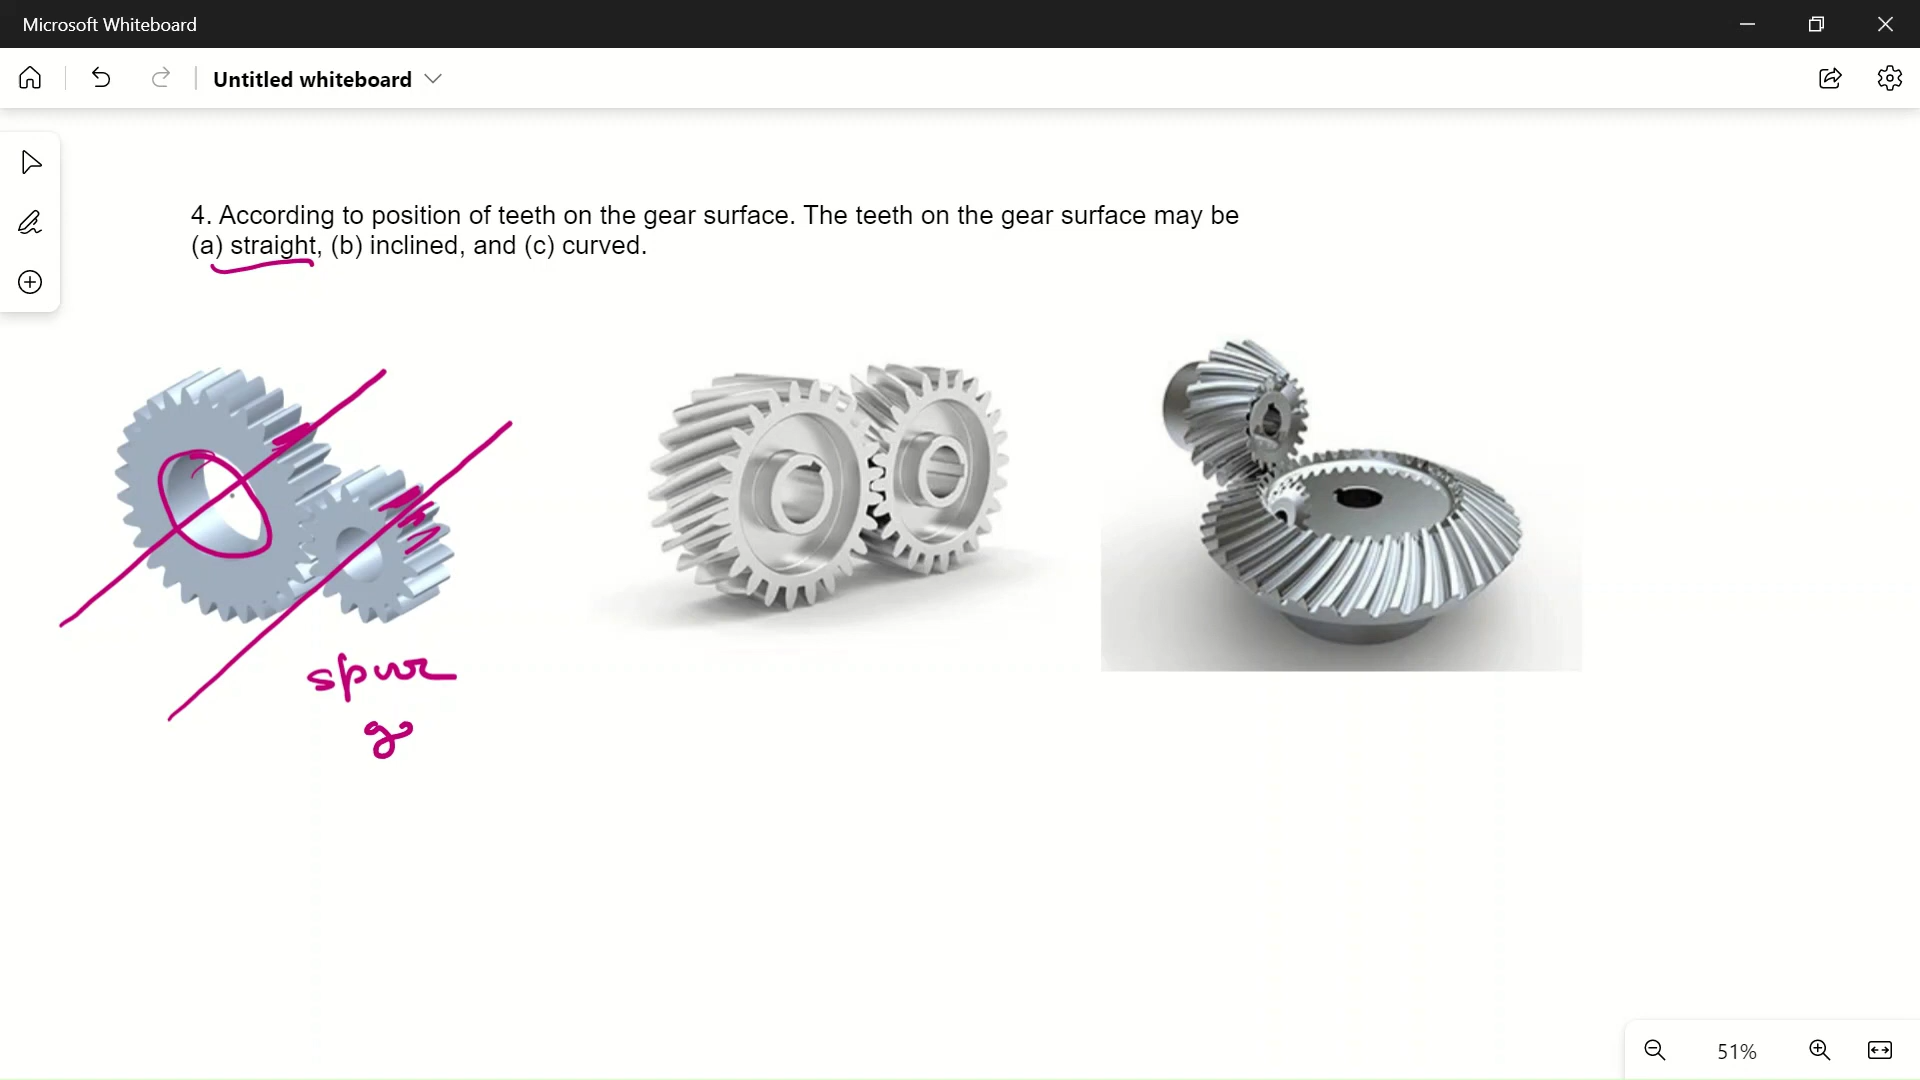 Microsoft Whiteboard
Untitled whiteboard
4. According to position of teeth on the gear surface. The teeth on the gear surface may be
(a) straight, (b) inclined, and (c) curved.
spur
g
51%